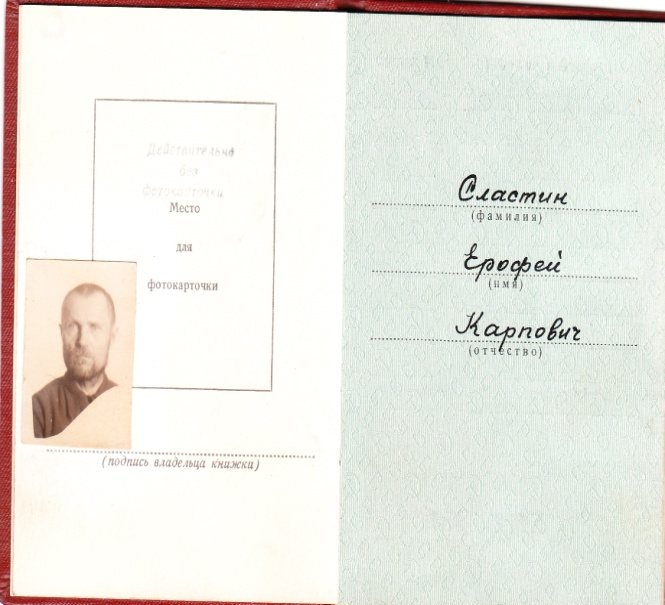 Действительно
без
фотокарточки
Место
для
фотокарточки
(подпись владельца книжки)
Сластин
(фамилия)
Ерофей
(имя)
Карпович
(отчество)